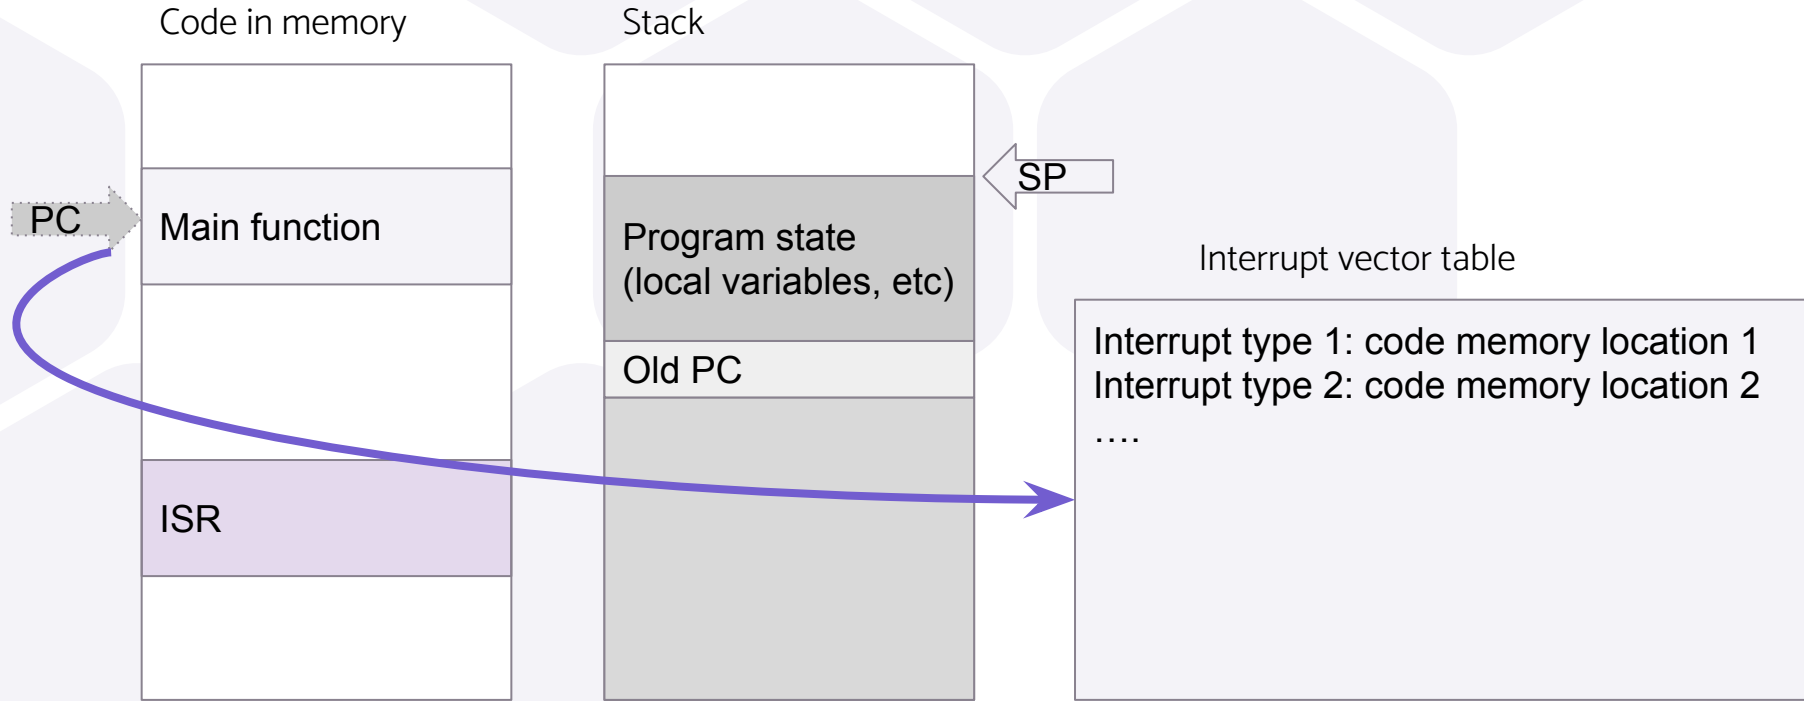 Code in memory
Stack
PC
Main function
SP
Program state
(local variables, etc)
Old PC
ISR
Interrupt vector table
Interrupt type 1: code memory location 1
Interrupt type 2: code memory location 2
….